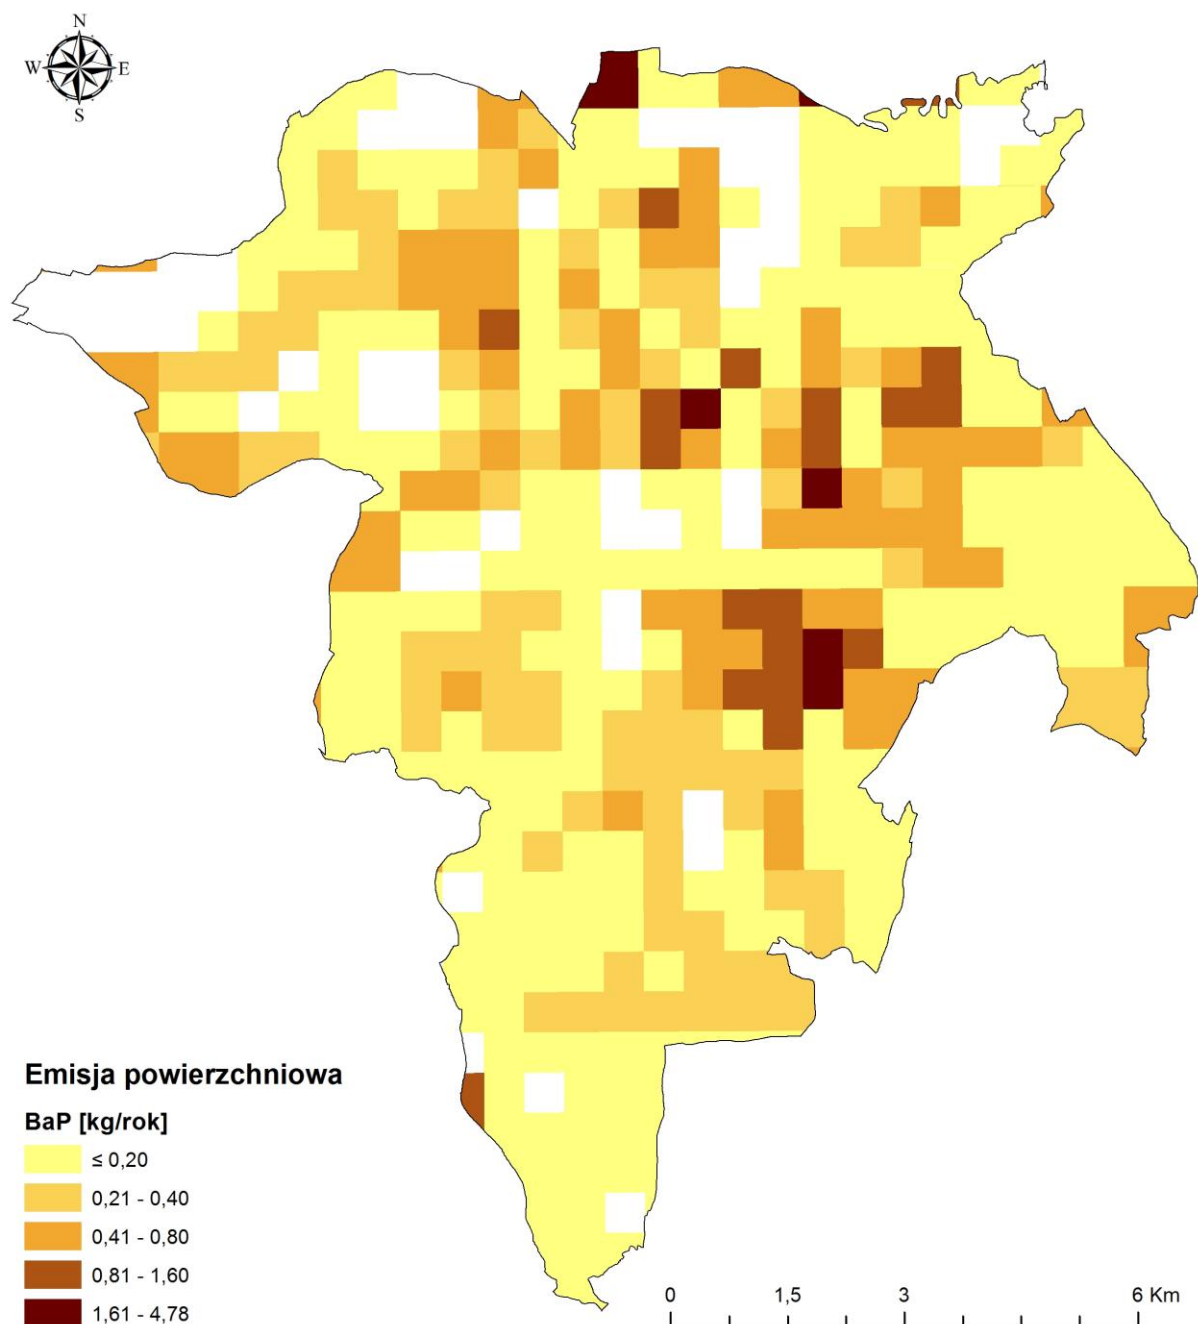 N
W E
S
Emisja powierzchniowa
BaP [kg/rok]
≤ 0,20
0,21 - 0,40
0,41 - 0,80
0,81 - 1,60
1,61 - 4,78
0 1,5 3 6 Km